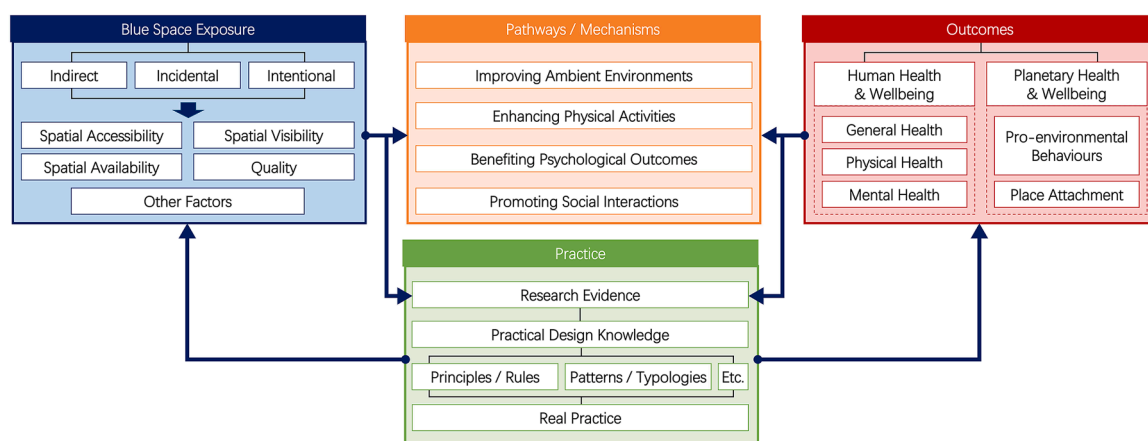 Blue Space Exposure
Indirect
Incidental
Intentional
Spatial Accessibility
Spatial Visibility
Spatial Availability
Quality
Other Factors
Pathways / Mechanisms
Improving Ambient Environments
Enhancing Physical Activities
Benefiting Psychological Outcomes
Promoting Social Interactions
Outcomes
Human Health
& Wellbeing
General Health
Physical Health
Mental Health
Planetary Health
& Wellbeing
Pro-environmental
Behaviours
Place Attachment
Practice
Research Evidence
Practical Design Knowledge
Principles / Rules
Patterns / Typologies
Etc.
Real Practice